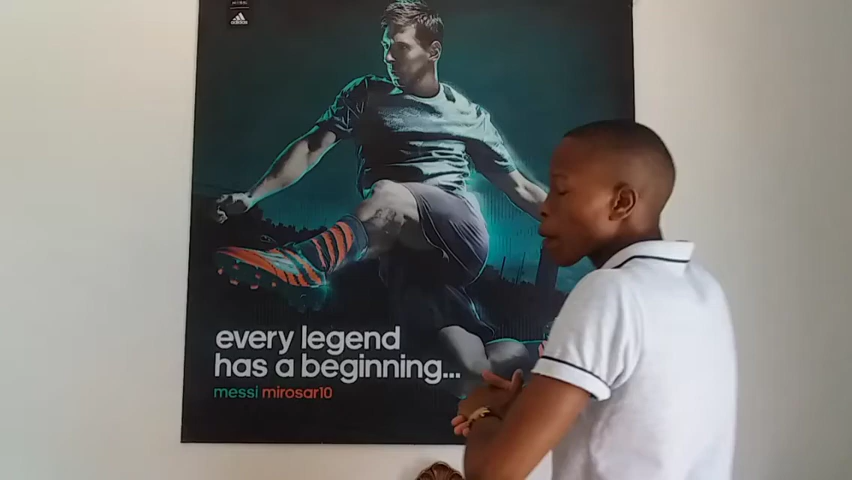 every legend
has a beginning...
messi mirosar10